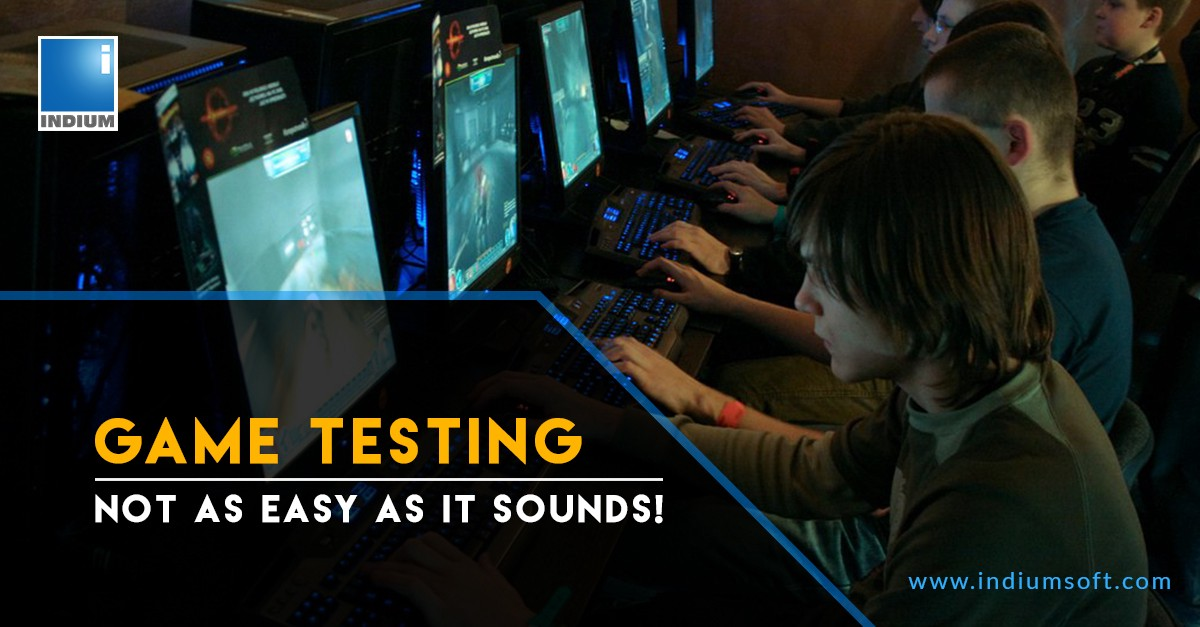 i
INDIUM
GAME TESTING
NOT AS EASY AS IT SOUNDS!
www.indiumsoft.com